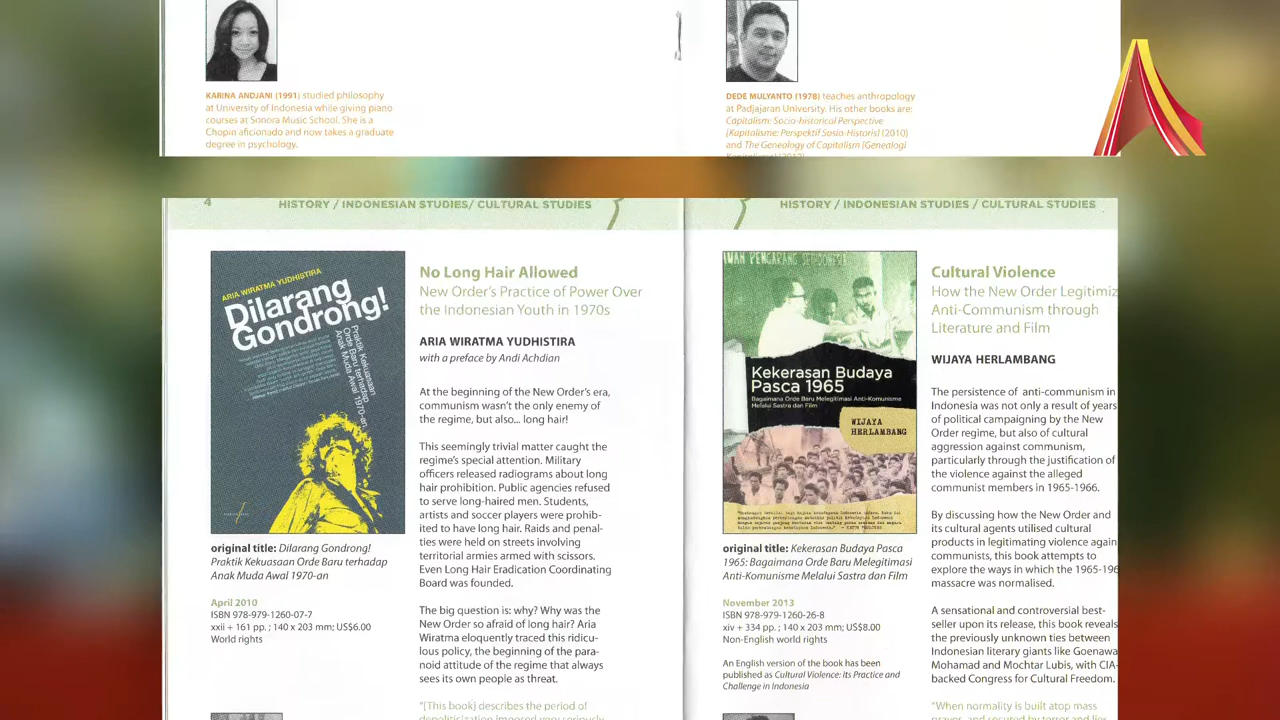 KARINA ANDJANI (1991) studied philosophy
at University of Indonesia while giving piano
courses at Sonora Music School. She is a
Chopin aficionado and now takes a graduate
degree in psychology.
DEDE MULYANTO (1978) teaches anthropology
at Padjajaran University. His other books are:
Capitalism: Socio-historical Perspective
[Kapitalisme: Perspektif Sosio-Historis] (2010)
and The Genealogy of Capitalism [Genealogi
4
HISTORY / INDONESIAN STUDIES/ CULTURAL STUDIES
ARIA WIRATMA YUDHISTIRA
Dilarang
Gondrong!
Praktik Kekuasaan
Orde Baru terhadap
Anak Muda Awal 1970-an
original title: Dilarang Gondrong!
Praktik Kekuasaan Orde Baru terhadap
Anak Muda Awal 1970-an
April 2010
ISBN 978-979-1260-07-7
xxii + 161 pp. ; 140 x 203 mm; US$6.00
World rights
No Long Hair Allowed
New Order's Practice of Power Over
the Indonesian Youth in 1970s
ARIA WIRATMA YUDHISTIRA
with a preface by Andi Achdian
At the beginning of the New Order's era,
communism wasn't the only enemy of
the regime, but also... long hair!
This seemingly trivial matter caught the
regime's special attention. Military
officers released radiograms about long
hair prohibition. Public agencies refused
to serve long-haired men. Students,
artists and soccer players were prohib-
ited to have long hair. Raids and penal-
ties were held on streets involving
territorial armies armed with scissors.
Even Long Hair Eradication Coordinating
Board was founded.
The big question is: why? Why was the
New Order so afraid of long hair? Aria
Wiratma eloquently traced this ridicu-
lous policy, the beginning of the para-
noid attitude of the regime that always
sees its own people as threat.
"[This book] describes the period of
HISTORY / INDONESIAN STUDIES / CULTURAL STUDIES
Kekerasan Budaya
Pasca 1965
Bagaimana Orde Baru Melegitimasi Anti-Komunisme
Melalui Sastra dan Film
WIJAYA
HERLAMBANG
original title: Kekerasan Budaya Pasca
1965: Bagaimana Orde Baru Melegitimasi
Anti-Komunisme Melalui Sastra dan Film
November 2013
ISBN 978-979-1260-26-8
xiv + 334 pp. ; 140 x 203 mm; US$8.00
Non-English world rights
An English version of the book has been
published as Cultural Violence: Its Practice and
Challenge in Indonesia
Cultural Violence
How the New Order Legitimiz
Anti-Communism through
Literature and Film
WIJAYA HERLAMBANG
The persistence of anti-communism in
Indonesia was not only a result of years
of political campaigning by the New
Order regime, but also of cultural
aggression against communism,
particularly through the justification of
the violence against the alleged
communist members in 1965-1966.
By discussing how the New Order and
its cultural agents utilised cultural
products in legitimating violence again
communists, this book attempts to
explore the ways in which the 1965-196
massacre was normalised.
A sensational and controversial best-
seller upon its release, this book reveals
the previously unknown ties between
Indonesian literary giants like Goenawa
Mohamad and Mochtar Lubis, with CIA-
backed Congress for Cultural Freedom.
"When normality is built atop mass